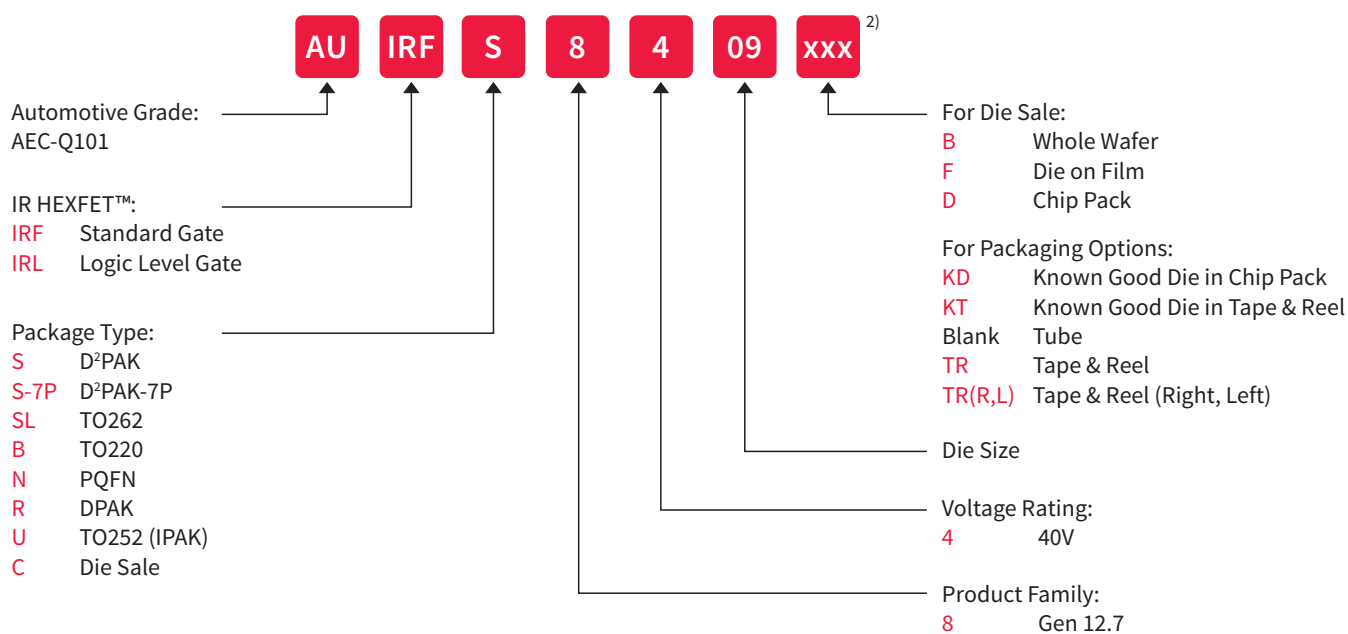 AU IRF S 8 4 09 xxx 2)
Automotive Grade:
AEC-Q101
IR HEXFET™:
IRF Standard Gate
IRL Logic Level Gate
Package Type:
S D²PAK
S-7P D²PAK-7P
SL TO262
B TO220
N PQFN
R DPAK
U TO252 (IPAK)
C Die Sale
For Die Sale:
B Whole Wafer
F Die on Film
D Chip Pack
For Packaging Options:
KD Known Good Die in Chip Pack
KT Known Good Die in Tape & Reel
Blank Tube
TR Tape & Reel
TR(R,L) Tape & Reel (Right, Left)
Die Size
Voltage Rating:
4 40V
Product Family:
8 Gen 12.7